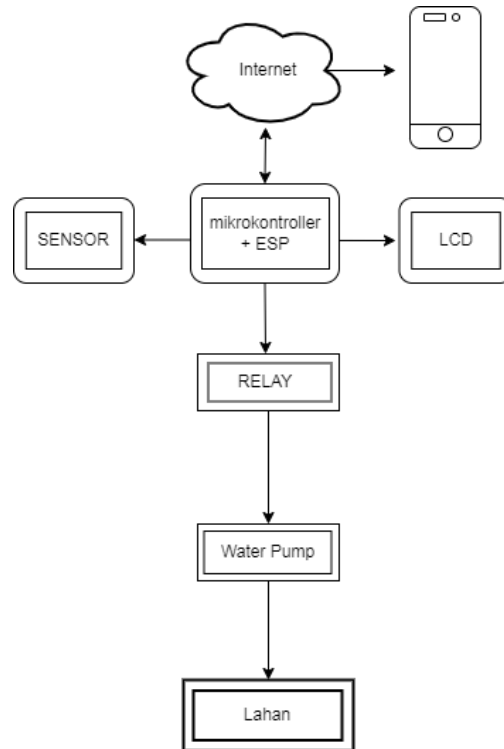 Internet
SENSOR
mikrokontroller
+ ESP
LCD
RELAY
Water Pump
Lahan